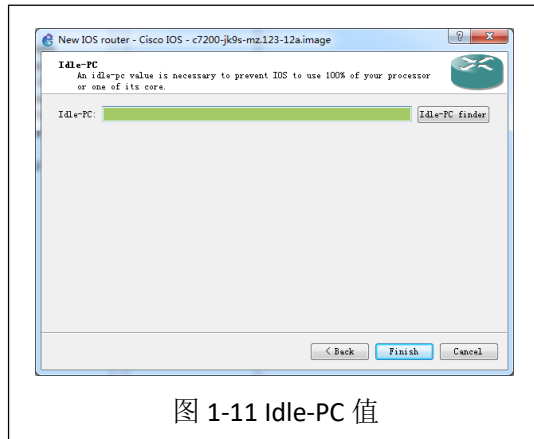 New IOS router - Cisco IOS - c7200-jk9s-mz.123-12a.image
Idle-PC
An idle-pc value is necessary to prevent IOS to use 100% of your processor
or one of its core.
Idle-PC:
Idle-PC finder
< Back
Finish
Cancel
图 1-11 Idle-PC 值